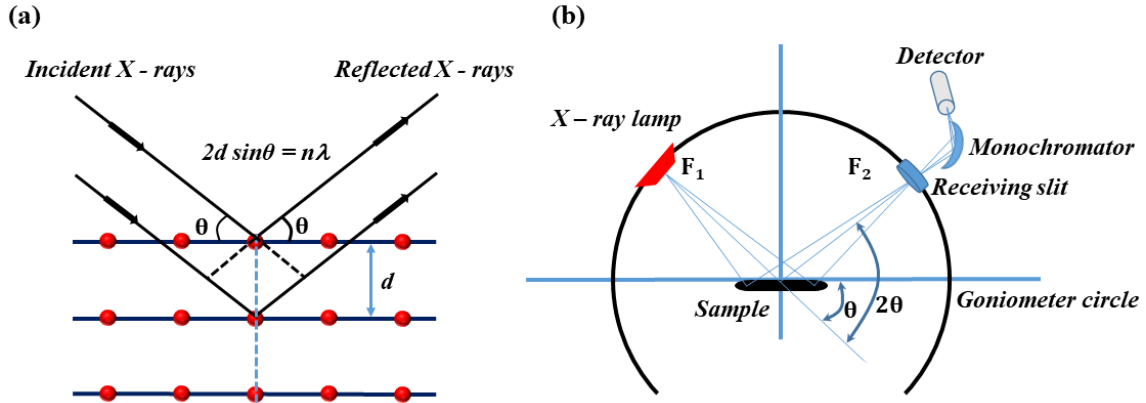 (a)
Incident X - rays
Reflected X - rays
2d sinθ = nλ
θ
θ
d
(b)
Detector
X – ray lamp
F₁
F₂
Monochromator
Receiving slit
Sample
θ
2θ
Goniometer circle